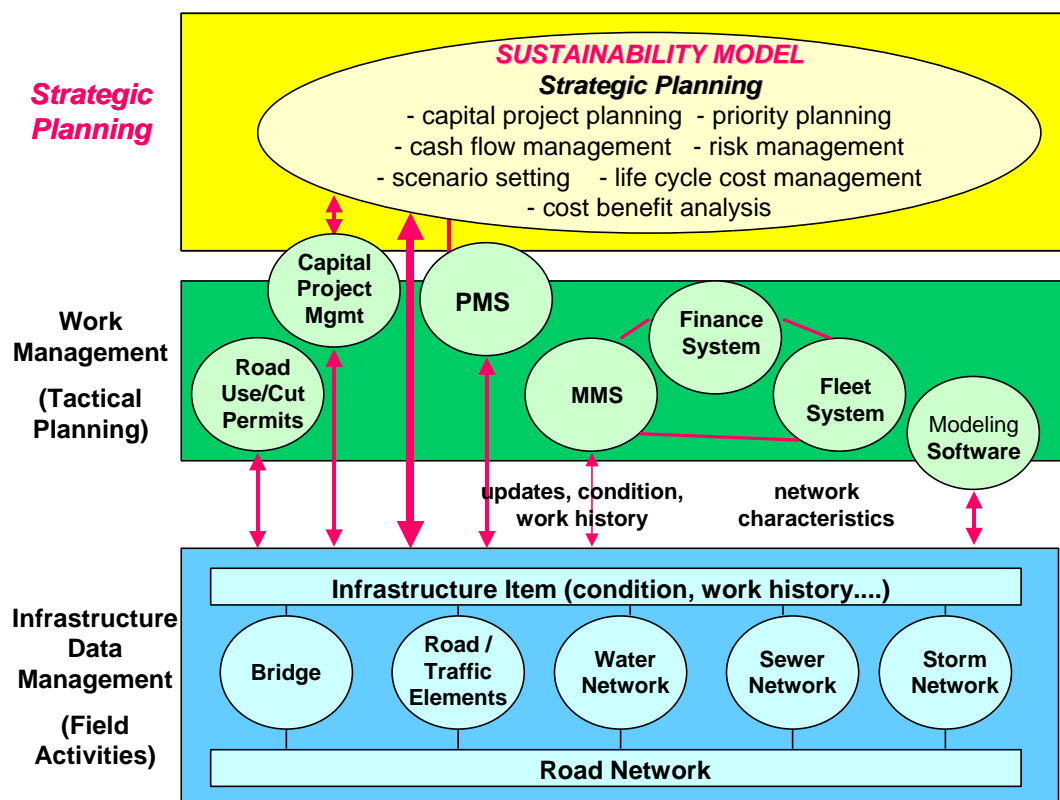 Strategic
Planning
SUSTAINABILITY MODEL
Strategic Planning
- capital project planning - priority planning
- cash flow management - risk management
- scenario setting - life cycle cost management
- cost benefit analysis
Work
Management
(Tactical
Planning)
Capital
Project
Mgmt
PMS
Road
Use/Cut
Permits
MMS
Finance
System
Fleet
System
Modeling
Software
updates, condition,
work history
network
characteristics
Infrastructure
Data
Management
(Field
Activities)
Infrastructure Item (condition, work history....)
Bridge
Road /
Traffic
Elements
Water
Network
Sewer
Network
Storm
Network
Road Network